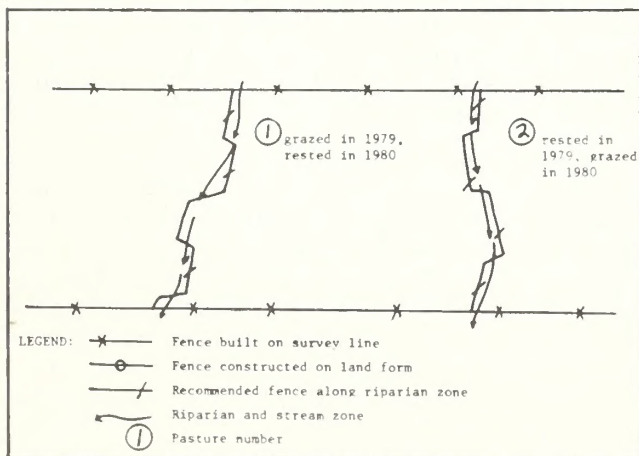 1 grazed in 1979,
rested in 1980
2 rested in
1979, grazed
in 1980
LEGEND: Fence built on survey line
Fence constructed on land form
Recommended fence along riparian zone
Riparian and stream zone
1 Pasture number